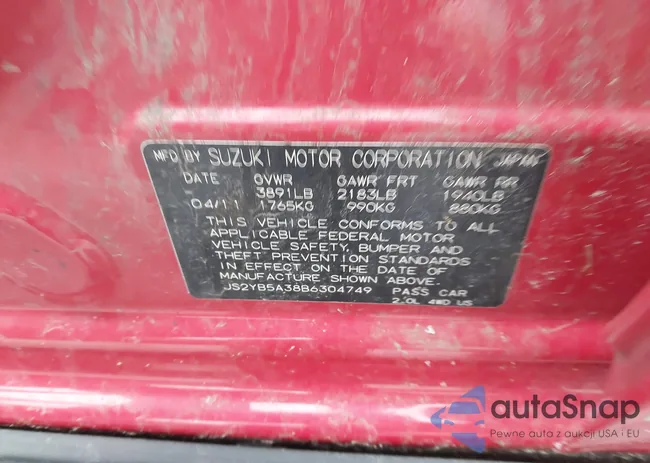 MFD BY SUZUKI MOTOR CORPORATION JAPAN
DATE GVWR GAWR FRT GAWR RR
- 3891LB 2183LB 1940LB
04/11 1765KG 990KG 880KG
THIS VEHICLE CONFORMS TO ALL
APPLICABLE FEDERAL MOTOR
VEHICLE SAFETY, BUMPER AND
THEFT PREVENTION STANDARDS
IN EFFECT ON THE DATE OF
MANUFACTURE SHOWN ABOVE.
JS2YB5A38B6304749 PASS CAR
2.0L 4WD US
autoSnap
Pewne auta z aukcji USA i EU